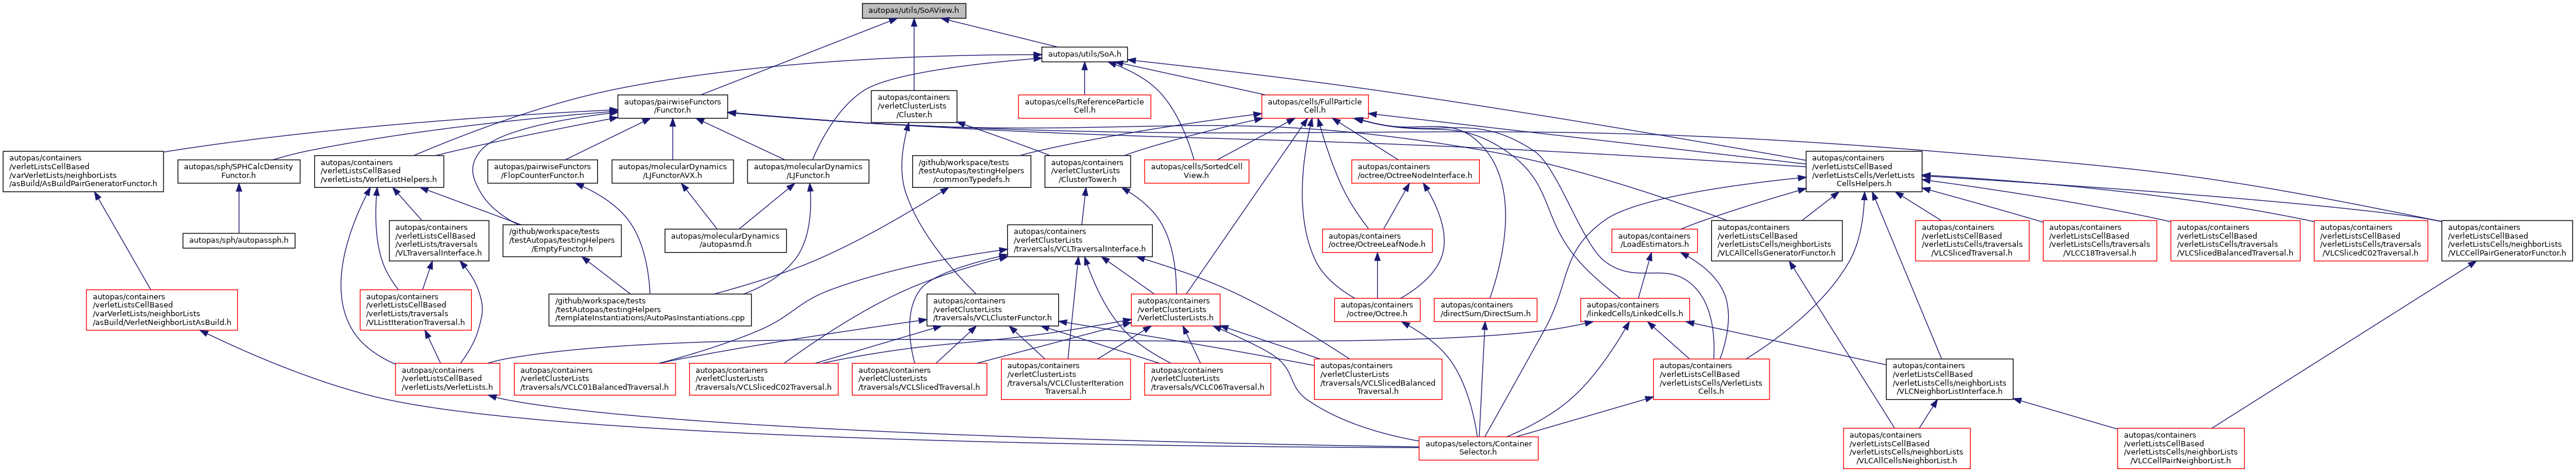 autopas/utils/SoAView.h
autopas/utils/SoA.h
autopas/pairwiseFunctors
/Functor.h
autopas/containers
/verletClusterLists
/Cluster.h
autopas/cells/ReferenceParticle
Cell.h
autopas/cells/FullParticle
Cell.h
autopas/containers
/verletListsCellBased
/varVerletLists/neighborLists
/asBuild/AsBuildPairGeneratorFunctor.h
autopas/sph/SPHCalcDensity
Functor.h
autopas/containers
/verletListsCellBased
/verletLists/VerletListHelpers.h
autopas/pairwiseFunctors
/FlopCounterFunctor.h
autopas/molecularDynamics
/LJFunctorAVX.h
autopas/molecularDynamics
/LJFunctor.h
/github/workspace/tests
/testAutopas/testingHelpers
/commonTypedefs.h
autopas/containers
/verletClusterLists
/ClusterTower.h
autopas/cells/SortedCell
View.h
autopas/containers
/octree/OctreeNodeInterface.h
autopas/containers
/verletListsCellBased
/verletListsCells/VerletLists
CellsHelpers.h
autopas/sph/autopassph.h
autopas/containers
/verletListsCellBased
/verletLists/traversals
/VLTraversalInterface.h
/github/workspace/tests
/testAutopas/testingHelpers
/EmptyFunctor.h
autopas/molecularDynamics
/autopasmd.h
autopas/containers
/verletClusterLists
/traversals/VCLTraversalInterface.h
autopas/containers
/octree/OctreeLeafNode.h
autopas/containers
/LoadEstimators.h
autopas/containers
/verletListsCellBased
/verletListsCells/neighborLists
/VLCAllCellsGeneratorFunctor.h
autopas/containers
/verletListsCellBased
/verletListsCells/traversals
/VLCSlicedTraversal.h
autopas/containers
/verletListsCellBased
/verletListsCells/traversals
/VLCC18Traversal.h
autopas/containers
/verletListsCellBased
/verletListsCells/traversals
/VLCSlicedBalancedTraversal.h
autopas/containers
/verletListsCellBased
/verletListsCells/traversals
/VLCSlicedC02Traversal.h
autopas/containers
/verletListsCellBased
/verletListsCells/neighborLists
/VLCCellPairGeneratorFunctor.h
autopas/containers
/verletListsCellBased
/varVerletLists/neighborLists
/asBuild/VerletNeighborListAsBuild.h
autopas/containers
/verletListsCellBased
/verletLists/traversals
/VLListIterationTraversal.h
/github/workspace/tests
/testAutopas/testingHelpers
/templateInstantiations/AutoPasInstantiations.cpp
autopas/containers
/verletClusterLists
/traversals/VCLClusterFunctor.h
autopas/containers
/verletClusterLists
/VerletClusterLists.h
autopas/containers
/octree/Octree.h
autopas/containers
/directSum/DirectSum.h
autopas/containers
/linkedCells/LinkedCells.h
autopas/containers
/verletListsCellBased
/verletLists/VerletLists.h
autopas/containers
/verletClusterLists
/traversals/VCLC01BalancedTraversal.h
autopas/containers
/verletClusterLists
/traversals/VCLSlicedC02Traversal.h
autopas/containers
/verletClusterLists
/traversals/VCLSlicedTraversal.h
autopas/containers
/verletClusterLists
/traversals/VCLClusterIteration
Traversal.h
autopas/containers
/verletClusterLists
/traversals/VCLC06Traversal.h
autopas/containers
/verletClusterLists
/traversals/VCLSlicedBalanced
Traversal.h
autopas/containers
/verletListsCellBased
/verletListsCells/VerletLists
Cells.h
autopas/containers
/verletListsCellBased
/verletListsCells/neighborLists
/VLCNeighborListInterface.h
autopas/selectors/Container
Selector.h
autopas/containers
/verletListsCellBased
/verletListsCells/neighborLists
/VLCAllCellsNeighborList.h
autopas/containers
/verletListsCellBased
/verletListsCells/neighborLists
/VLCCellPairNeighborList.h